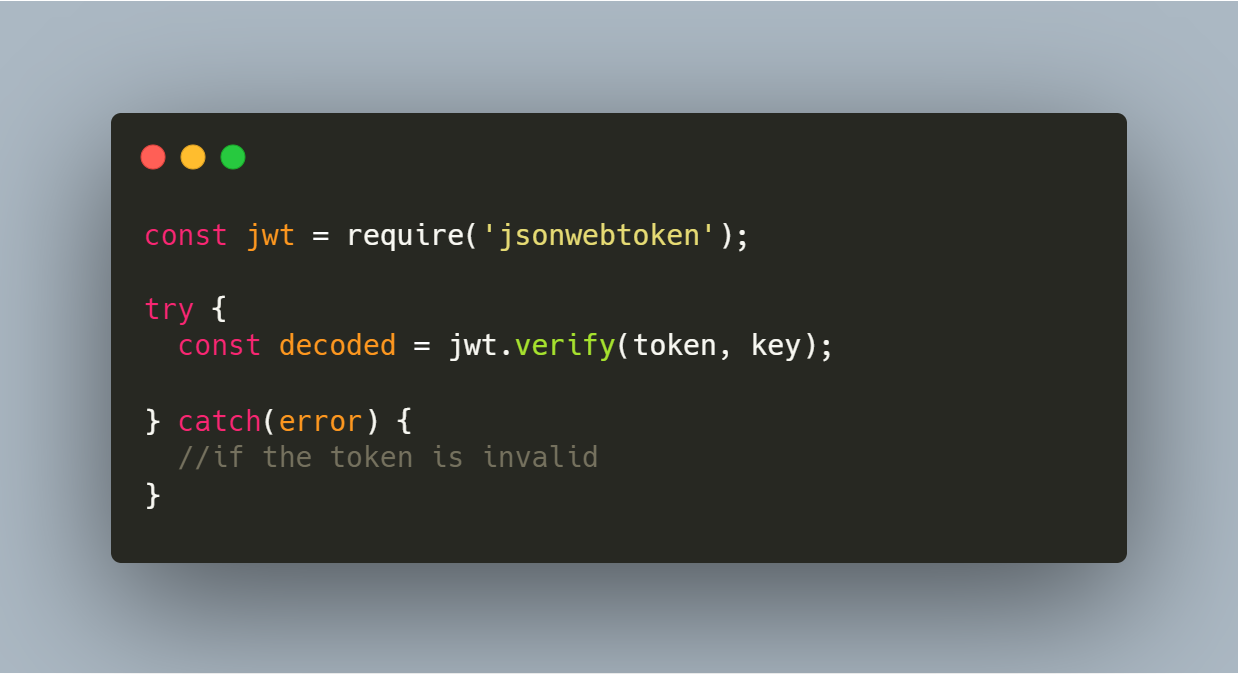 const jwt = require('jsonwebtoken');
try {
  const decoded = jwt.verify(token, key);
} catch(error) {
  //if the token is invalid
}